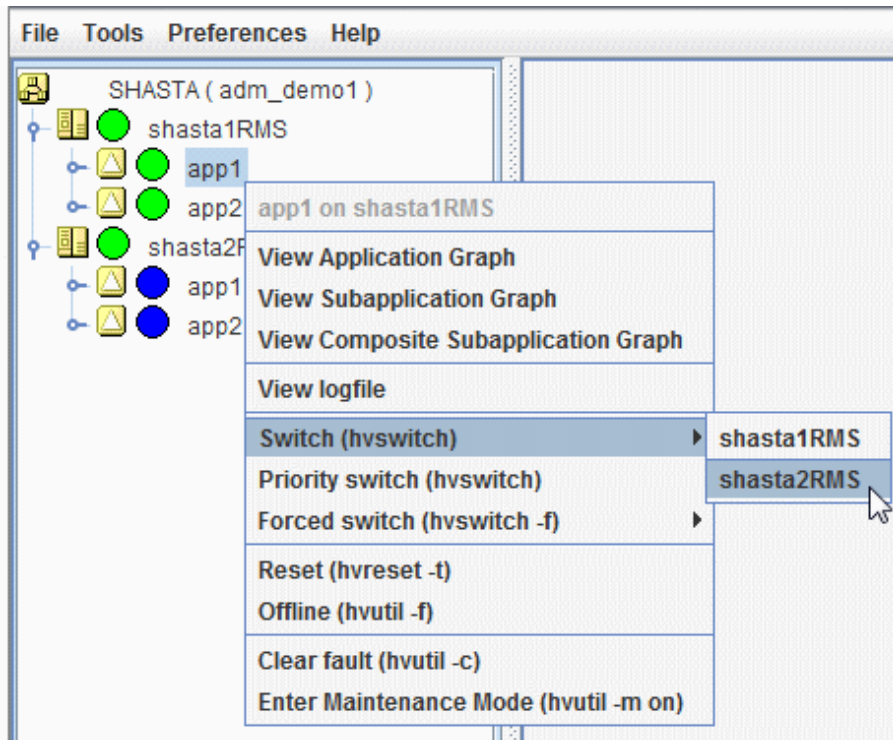 File Tools Preferences Help
SHASTA ( adm_demo1 )
shasta1RMS
app1
app2
shasta2R
app1
app2
app1 on shasta1RMS
View Application Graph
View Subapplication Graph
View Composite Subapplication Graph
View logfile
Switch (hvswitch)
shasta1RMS
shasta2RMS
Priority switch (hvswitch)
Forced switch (hvswitch -f)
Reset (hvreset -t)
Offline (hvutil -f)
Clear fault (hvutil -c)
Enter Maintenance Mode (hvutil -m on)